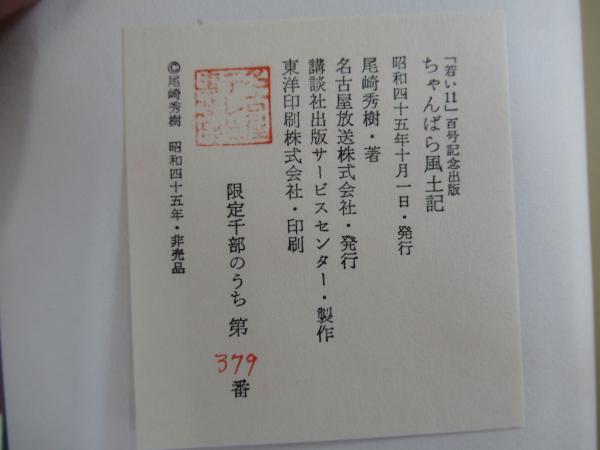 「若い11」百号記念出版
ちゃんばら風土記
昭和四十五年十月一日・発行
尾崎秀樹・著
名古屋放送株式会社・発行
講談社出版サービスセンター・製作
東洋印刷株式会社・印刷
限定千部のうち 第379番
©尾崎秀樹 昭和四十五年・非売品